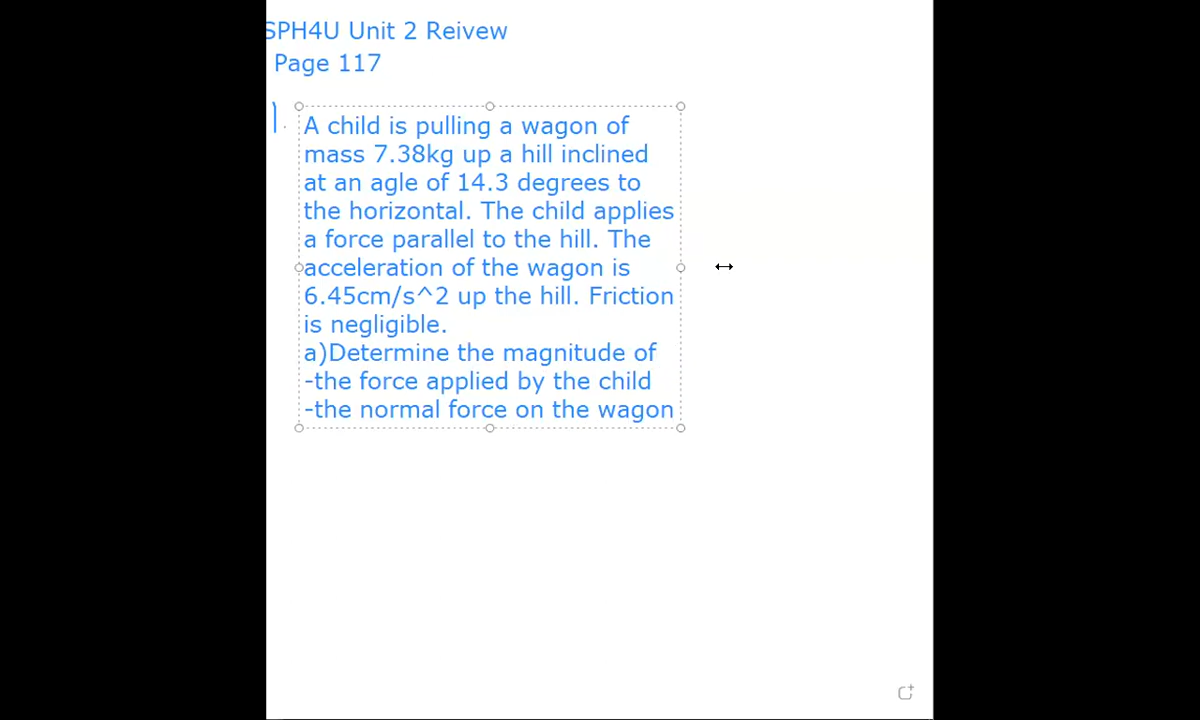 SPH4U Unit 2 Reivew
Page 117
1.
A child is pulling a wagon of
mass 7.38kg up a hill inclined
at an agle of 14.3 degrees to
the horizontal. The child applies
a force parallel to the hill. The
acceleration of the wagon is
6.45cm/s^2 up the hill. Friction
is negligible.
a)Determine the magnitude of
-the force applied by the child
-the normal force on the wagon